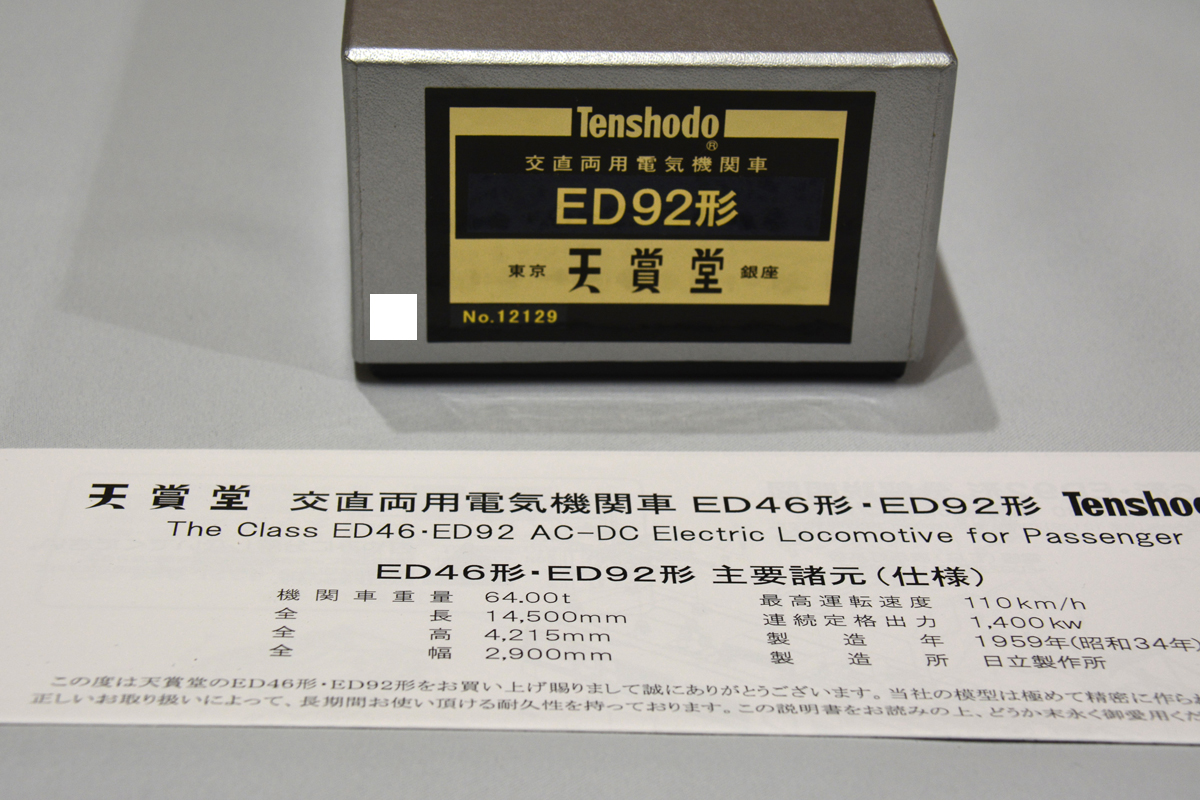 Tenshodo®
交直両用電気機関車
ED92形
東京 天賞堂 銀座
No.12129
天賞堂 交直両用電気機関車 ED46形・ED92形 Tenshodo
The Class ED46・ED92 AC-DC Electric Locomotive for Passenger
ED46形・ED92形 主要諸元(仕様)
機関車重量 64.00t 最高運転速度 110km/h
全長 14,500mm 連続定格出力 1,400kw
全高 4,215mm 製造年 1959年(昭和34年)
全幅 2,900mm 製造所 日立製作所
この度は天賞堂のED46形・ED92形をお買い上げ賜りまして誠にありがとうございます。当社の模型は極めて精密に作られ
正しいお取り扱いによって、長期間お使い頂ける耐久性を持っております。この説明書をお読みの上、どうか末永く御愛用くだ